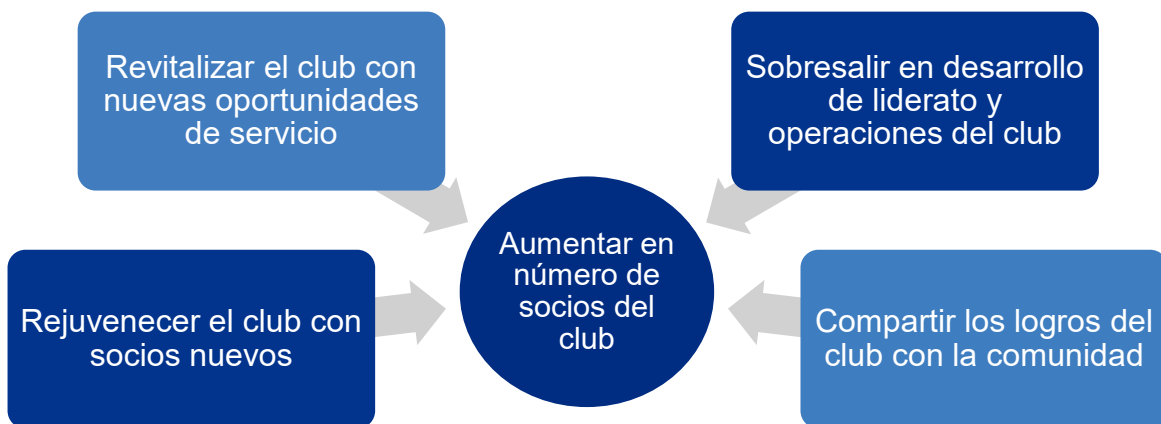 Revitalizar el club con
nuevas oportunidades
de servicio
Sobresalir en desarrollo
de liderato y
operaciones del club
Aumentar en
número de
socios del
club
Rejuvenecer el club con
socios nuevos
Compartir los logros del
club con la comunidad